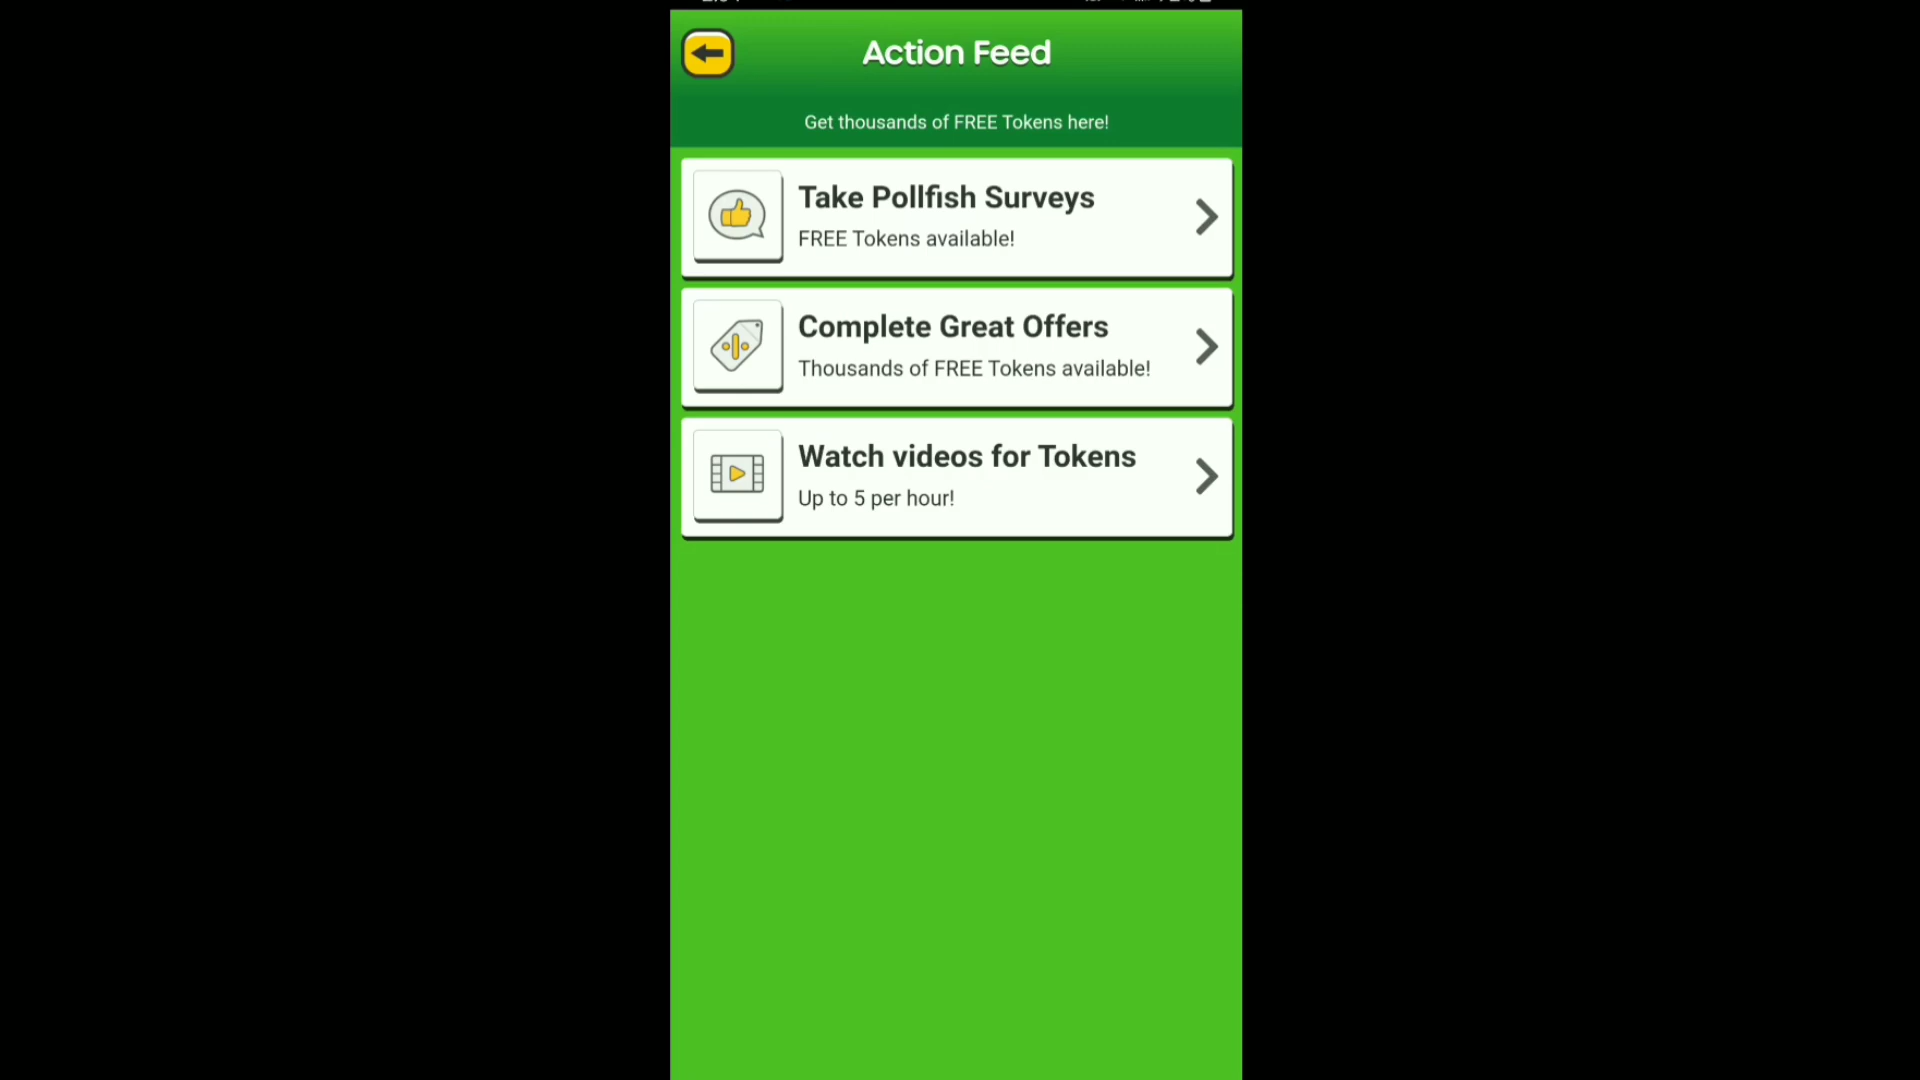 Action Feed
Get thousands of FREE Tokens here!
Take Pollfish Surveys
FREE Tokens available!
Complete Great Offers
Thousands of FREE Tokens available!
Watch videos for Tokens
Up to 5 per hour!